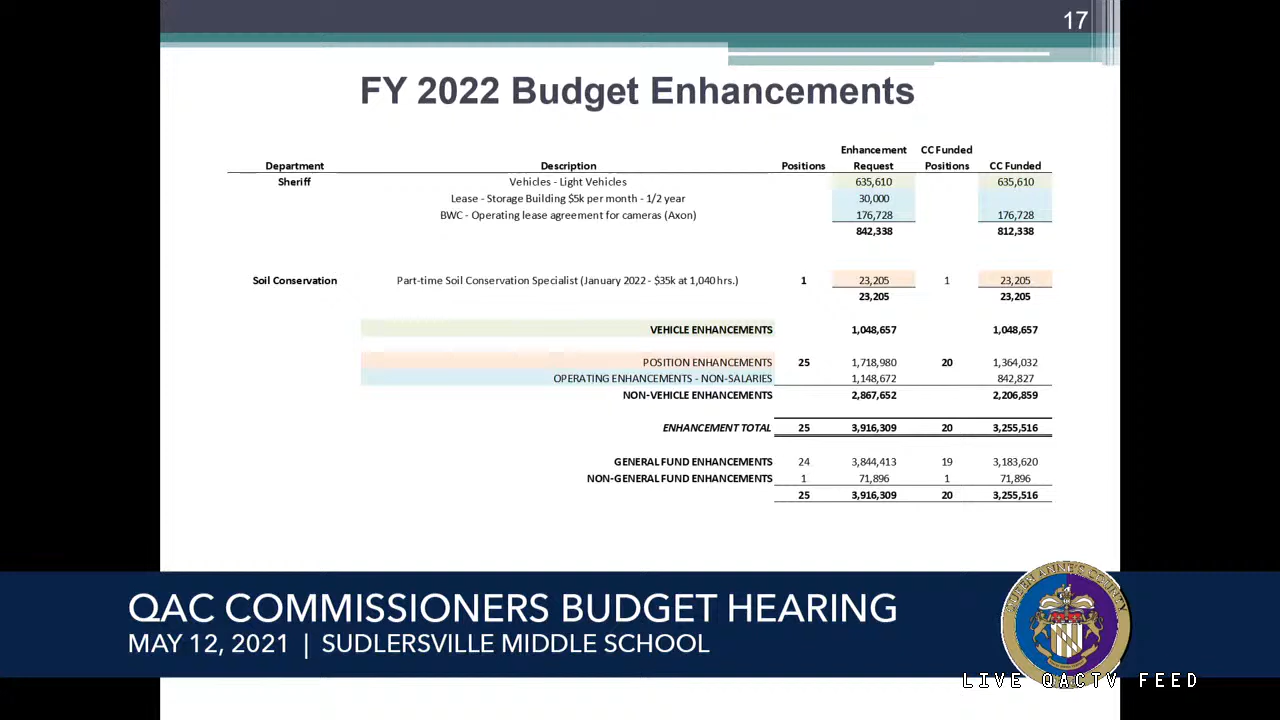 17
FY 2022 Budget Enhancements
Enhancement CC Funded
Department Description Positions Request Positions CC Funded
Sheriff Vehicles - Light Vehicles 635,610 635,610
Lease - Storage Building $5k per month - 1/2 year 30,000
BWC - Operating lease agreement for cameras (Axon) 176,728 176,728
842,338 812,338
Soil Conservation Part-time Soil Conservation Specialist (January 2022 - $35k at 1,040 hrs.) 1 23,205 1 23,205
23,205 23,205
VEHICLE ENHANCEMENTS 1,048,657 1,048,657
POSITION ENHANCEMENTS 25 1,718,980 20 1,364,032
OPERATING ENHANCEMENTS - NON-SALARIES 1,148,672 842,827
NON-VEHICLE ENHANCEMENTS 2,867,652 2,206,859
ENHANCEMENT TOTAL 25 3,916,309 20 3,255,516
GENERAL FUND ENHANCEMENTS 24 3,844,413 19 3,183,620
NON-GENERAL FUND ENHANCEMENTS 1 71,896 1 71,896
25 3,916,309 20 3,255,516
QAC COMMISSIONERS BUDGET HEARING
MAY 12, 2021 | SUDLERSVILLE MIDDLE SCHOOL
QUEEN ANNE'S COUNTY
LIVE QACTV FEED